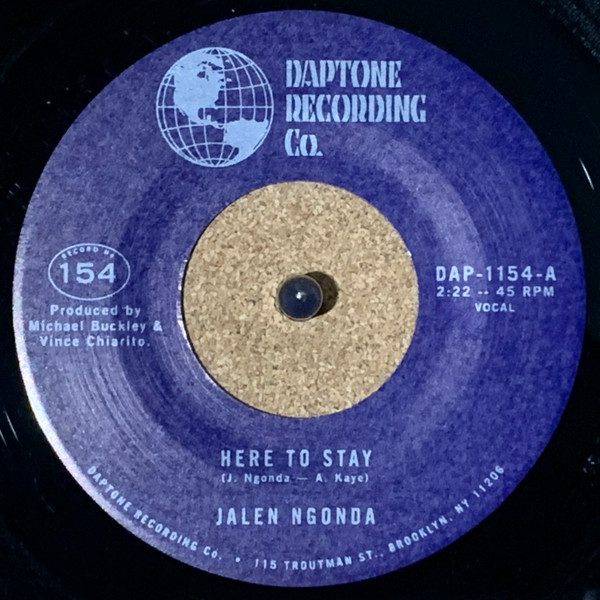 DAPTONE
RECORDING
Co.
RECORD No
154
Produced by
Michael Buckley &
Vince Chiarito.
DAP-1154-A
2:22 -- 45 RPM
VOCAL
HERE TO STAY
(J. Ngonda — A. Kaye)
JALEN NGONDA
DAPTONE RECORDING Co. • 115 TROUTMAN ST., BROOKLYN, NY 11206